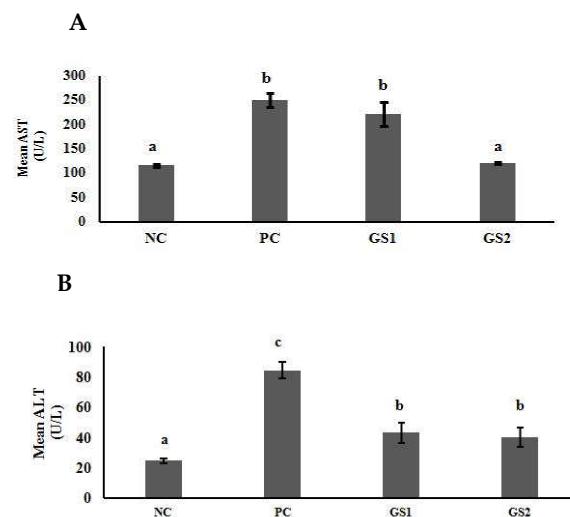 A
300
250
200
150
100
50
0
Mean AST
(U/L)
a
b
b
a
NC PC GS1 GS2
B
100
80
60
40
20
0
Mean ALT
(U/L)
a
c
b
b
NC PC GS1 GS2